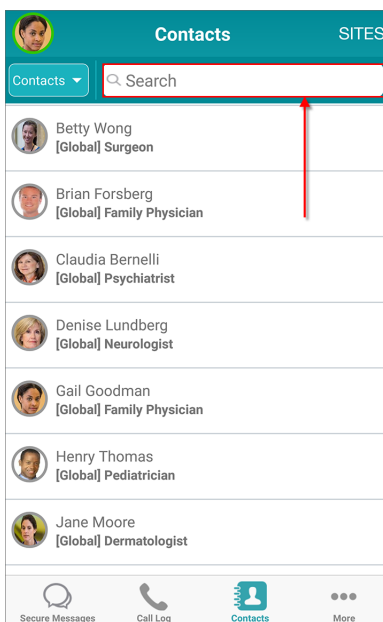 Contacts
SITES
Contacts
Search
Betty Wong
[Global] Surgeon
Brian Forsberg
[Global] Family Physician
Claudia Bernelli
[Global] Psychiatrist
Denise Lundberg
[Global] Neurologist
Gail Goodman
[Global] Family Physician
Henry Thomas
[Global] Pediatrician
Jane Moore
[Global] Dermatologist
Secure Messages
Call Log
Contacts
More